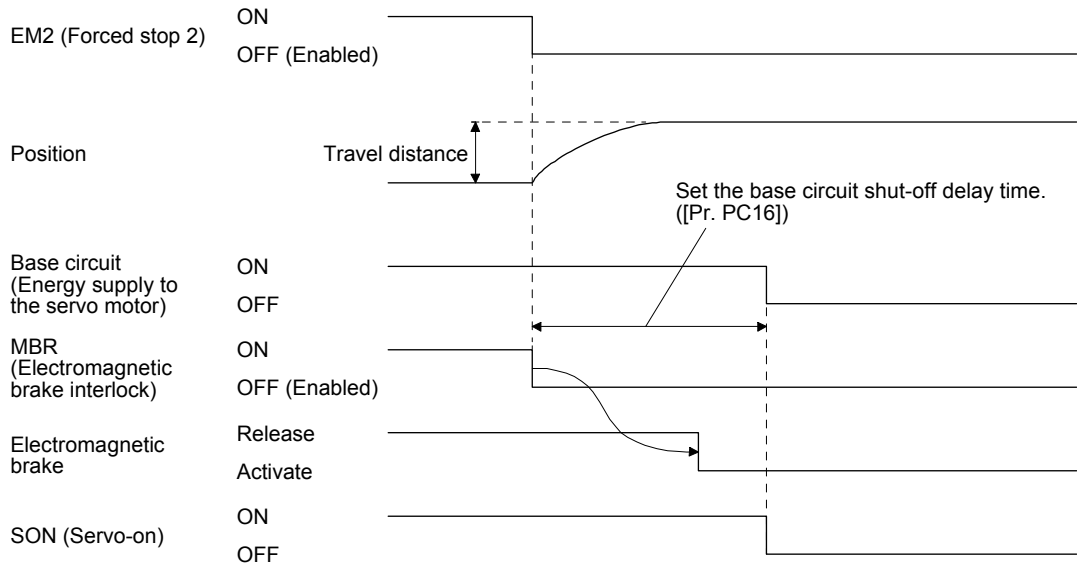 ON
EM2 (Forced stop 2)
OFF (Enabled)
Position
Travel distance
Set the base circuit shut-off delay time.
([Pr. PC16])
Base circuit
(Energy supply to
the servo motor)
ON
OFF
MBR
(Electromagnetic
brake interlock)
ON
OFF (Enabled)
Electromagnetic
brake
Release
Activate
SON (Servo-on)
ON
OFF